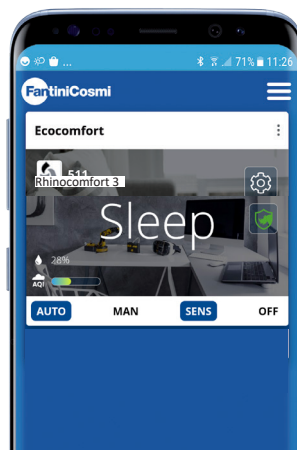 ... 71% 11:26
FantiniCosmi
Ecocomfort
511
Rhinocomfort 3
Sleep
28%
AQI
AUTO MAN SENS OFF